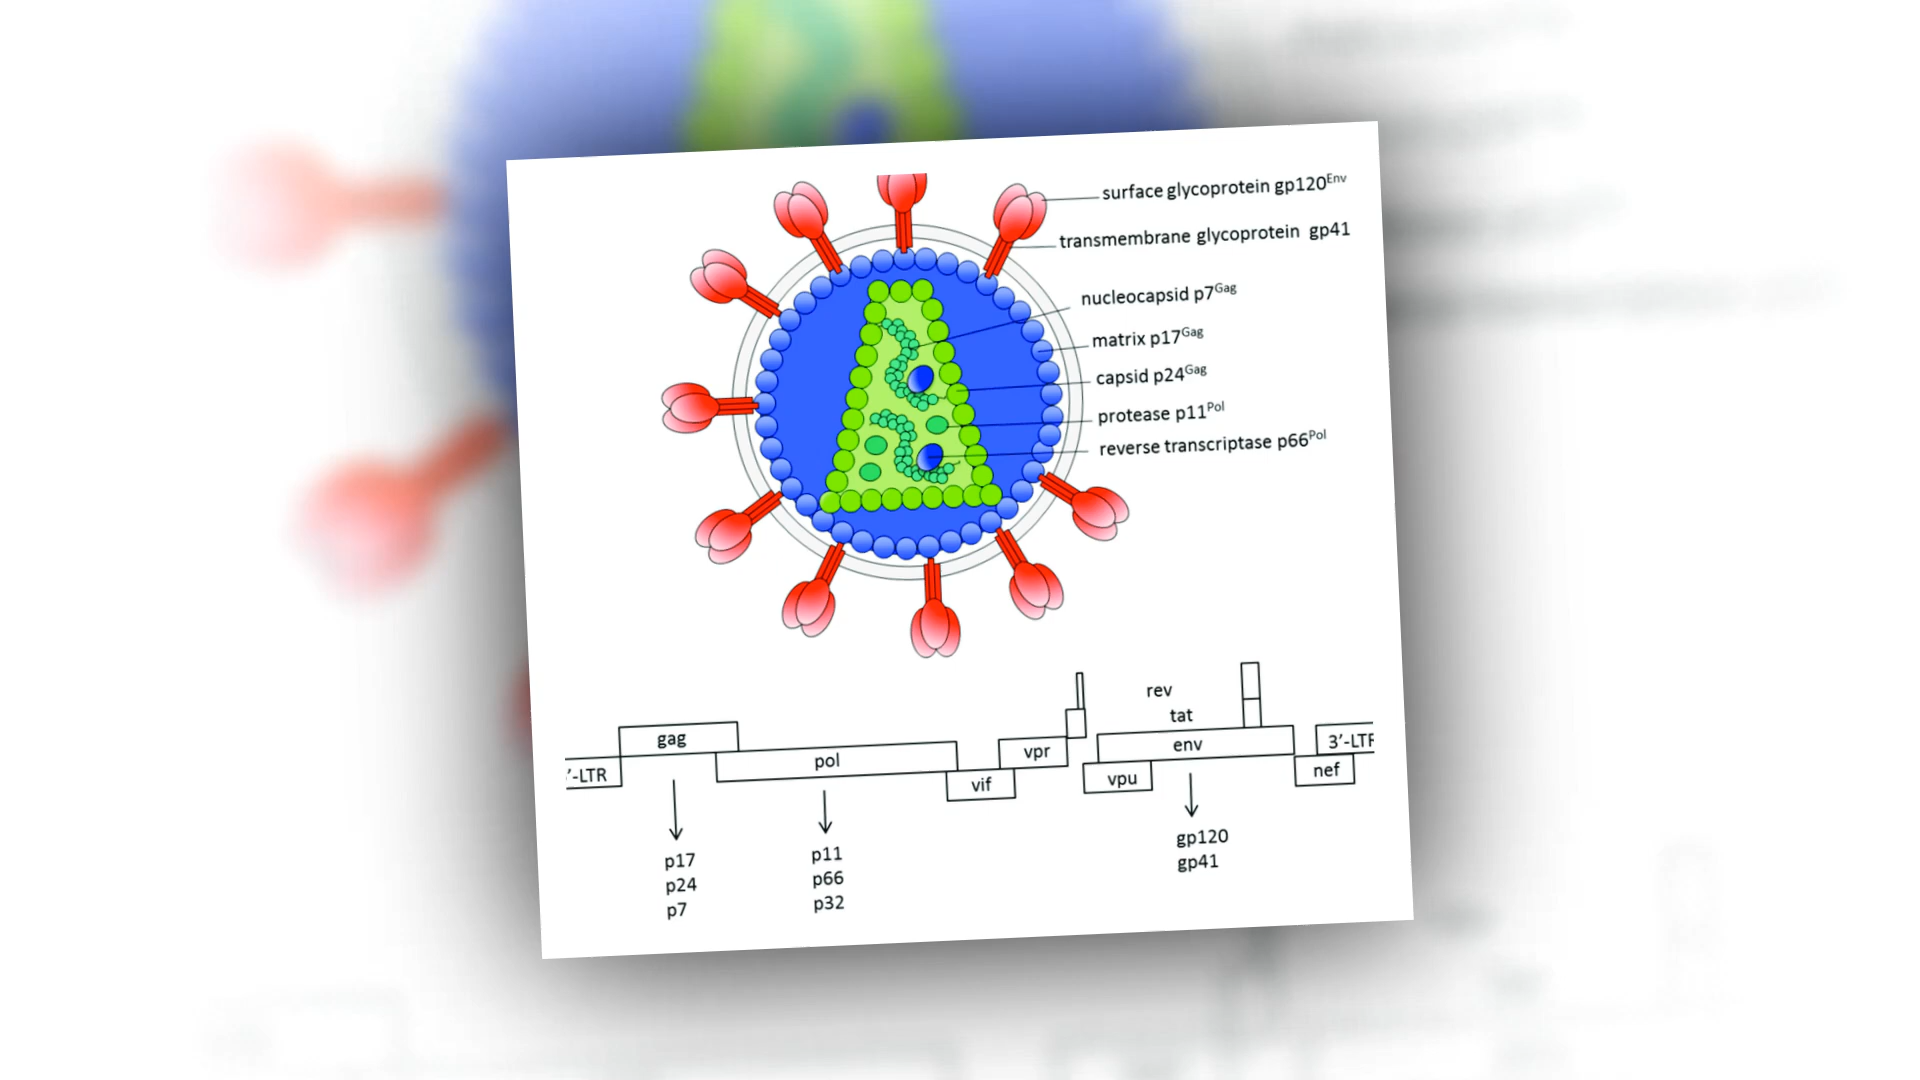 surface glycoprotein gp120Env
transmembrane glycoprotein gp41
nucleocapsid p7Gag
matrix p17Gag
capsid p24Gag
protease p11Pol
reverse transcriptase p66Pol
rev
tat
gag
pol
vpr
env
3’-LTR
’-LTR
vif
vpu
nef
p17
p24
p7
p11
p66
p32
gp120
gp41